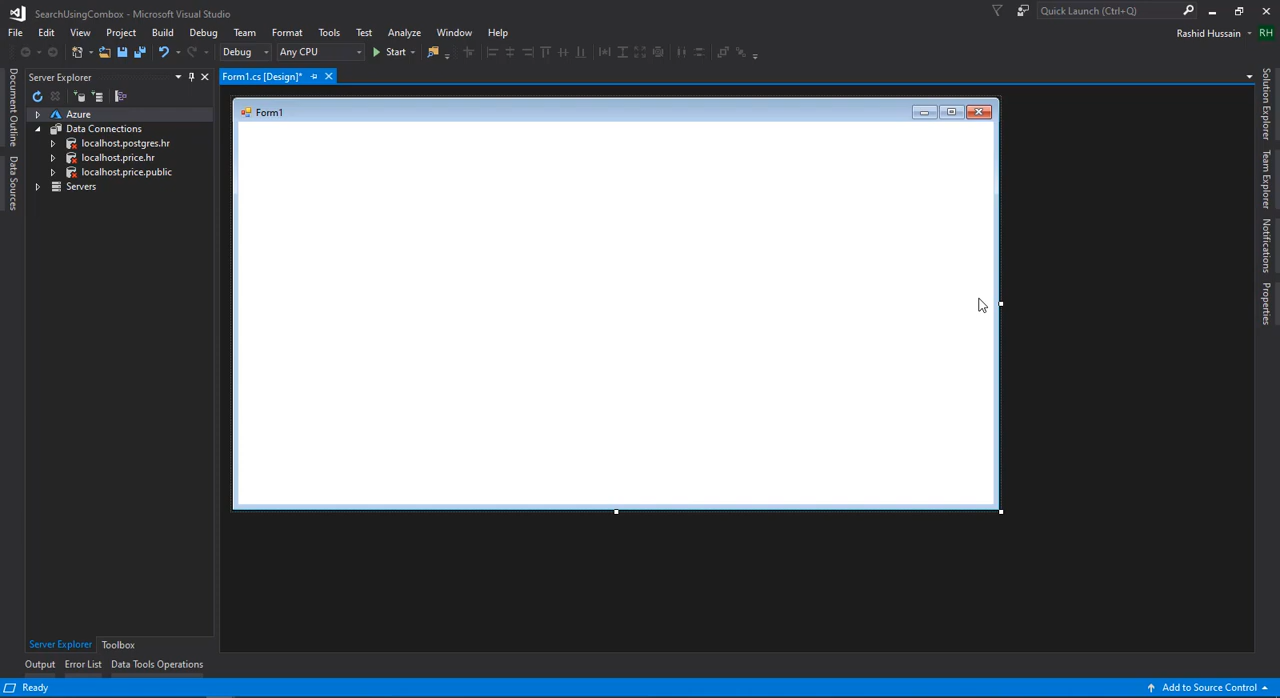 SearchUsingCombox - Microsoft Visual Studio
Quick Launch (Ctrl+Q)
File Edit View Project Build Debug Team Format Tools Test Analyze Window Help
Rashid Hussain RH
Debug Any CPU Start
Server Explorer
Form1.cs [Design]*
Document Outline
Data Sources
Azure
Data Connections
localhost.postgres.hr
localhost.price.hr
localhost.price.public
Servers
Form1
Solution Explorer
Team Explorer
Notifications
Properties
Server Explorer Toolbox
Output Error List Data Tools Operations
Ready
Add to Source Control